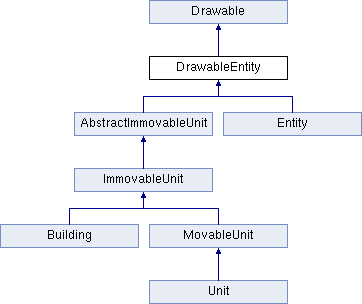 Drawable
DrawableEntity
AbstractImmovableUnit
Entity
ImmovableUnit
Building
MovableUnit
Unit